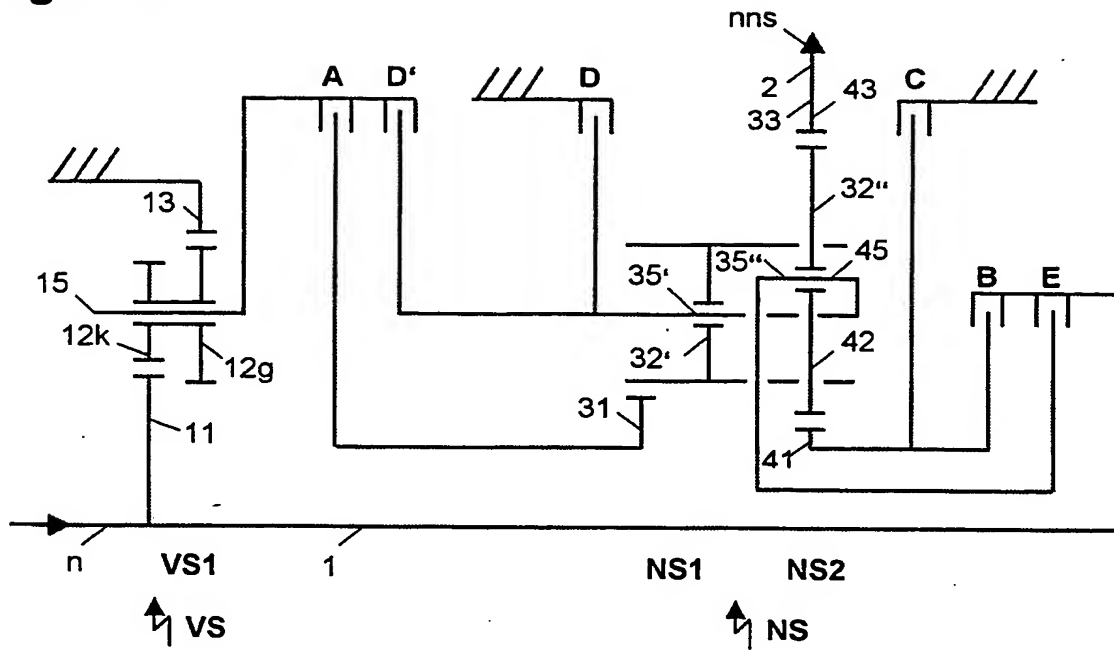 nns
A D‘ D 2 43 C
33
13 32“
15 35‘ 35“ 45 B E
12k 12g 32‘ 42
11 31 41
n VS1 1 NS1 NS2
VS NS